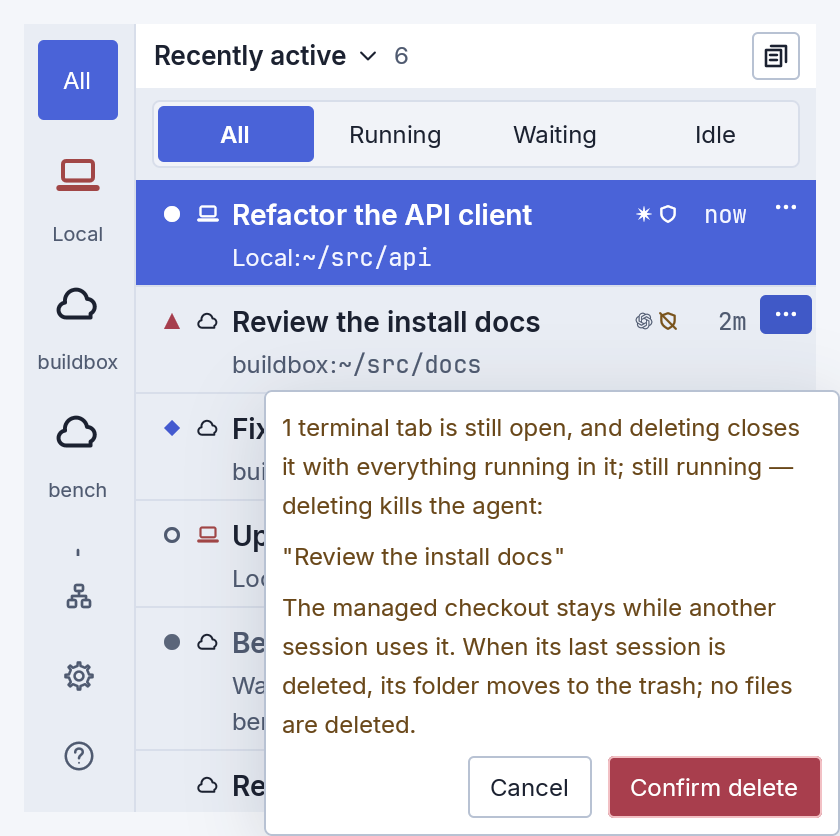 All
Local
buildbox
bench
Recently active 6
All Running Waiting Idle
Refactor the API client now
Local:~/src/api
Review the install docs 2m
buildbox:~/src/docs
1 terminal tab is still open, and deleting closes
it with everything running in it; still running —
deleting kills the agent:
"Review the install docs"
The managed checkout stays while another
session uses it. When its last session is
deleted, its folder moves to the trash; no files
are deleted.
Cancel Confirm delete